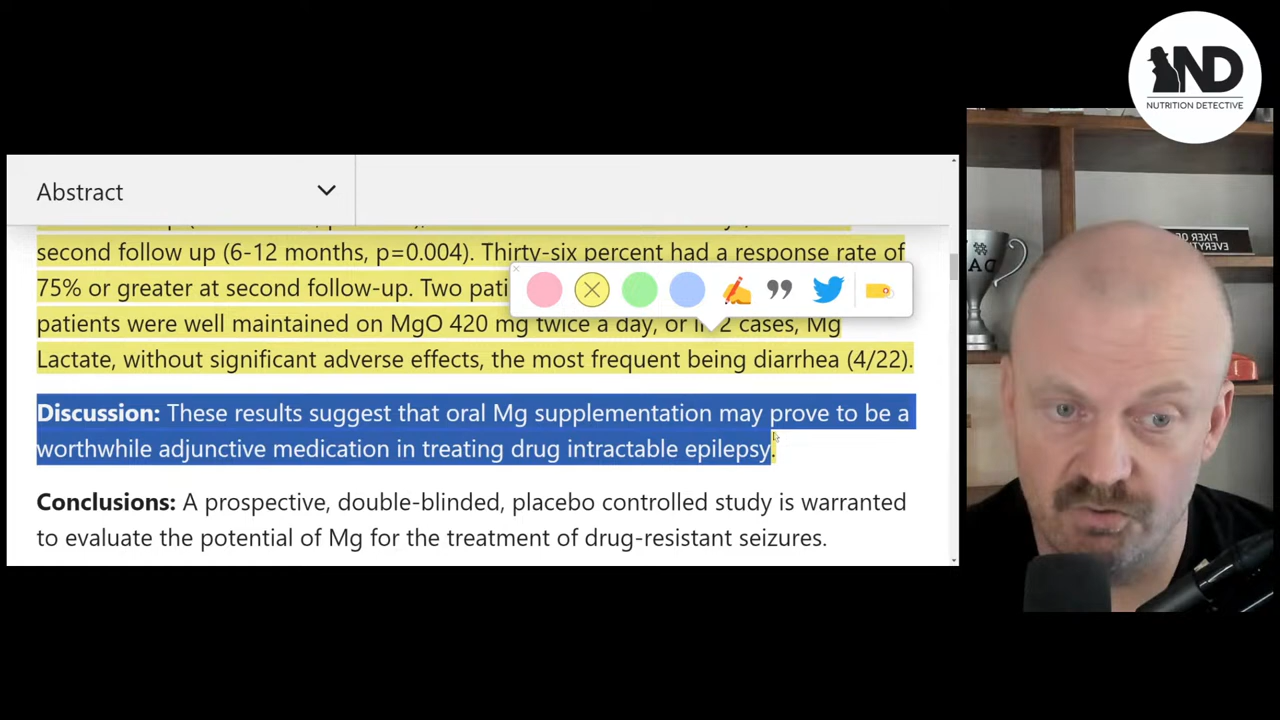 ND
NUTRITION DETECTIVE
Abstract
second follow up (6-12 months, p=0.004). Thirty-six percent had a response rate of
75% or greater at second follow-up. Two pati
patients were well maintained on MgO 420 mg twice a day, or in 2 cases, Mg
Lactate, without significant adverse effects, the most frequent being diarrhea (4/22).
Discussion: These results suggest that oral Mg supplementation may prove to be a
worthwhile adjunctive medication in treating drug intractable epilepsy.
Conclusions: A prospective, double-blinded, placebo controlled study is warranted
to evaluate the potential of Mg for the treatment of drug-resistant seizures.
FIXER OF
EVERYTHING
DA